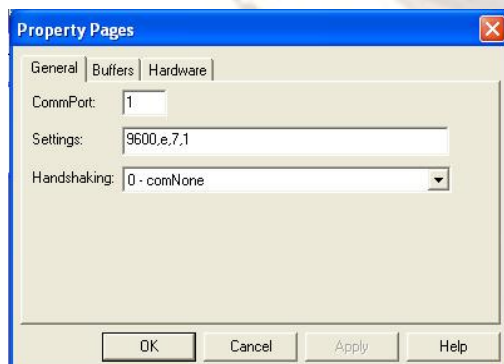 Property Pages
General Buffers Hardware
CommPort: 1
Settings: 9600,e,7,1
Handshaking: 0 - comNone
OK Cancel Apply Help